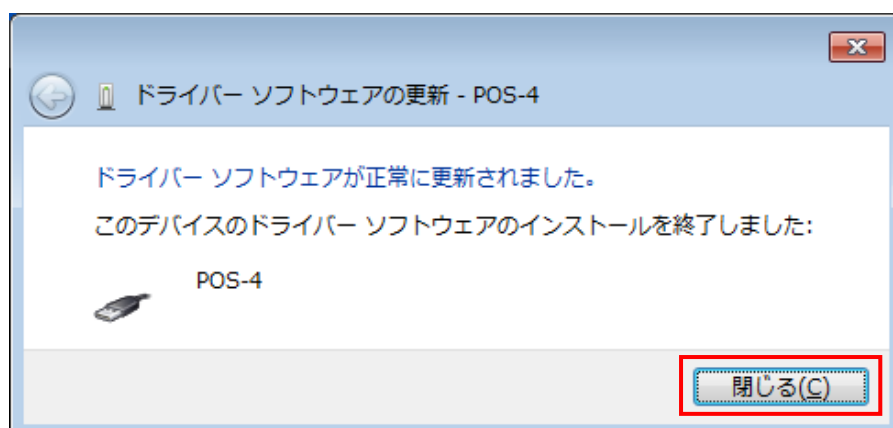 ドライバー ソフトウェアの更新 - POS-4
ドライバー ソフトウェアが正常に更新されました。
このデバイスのドライバー ソフトウェアのインストールを終了しました:
POS-4
閉じる(C)